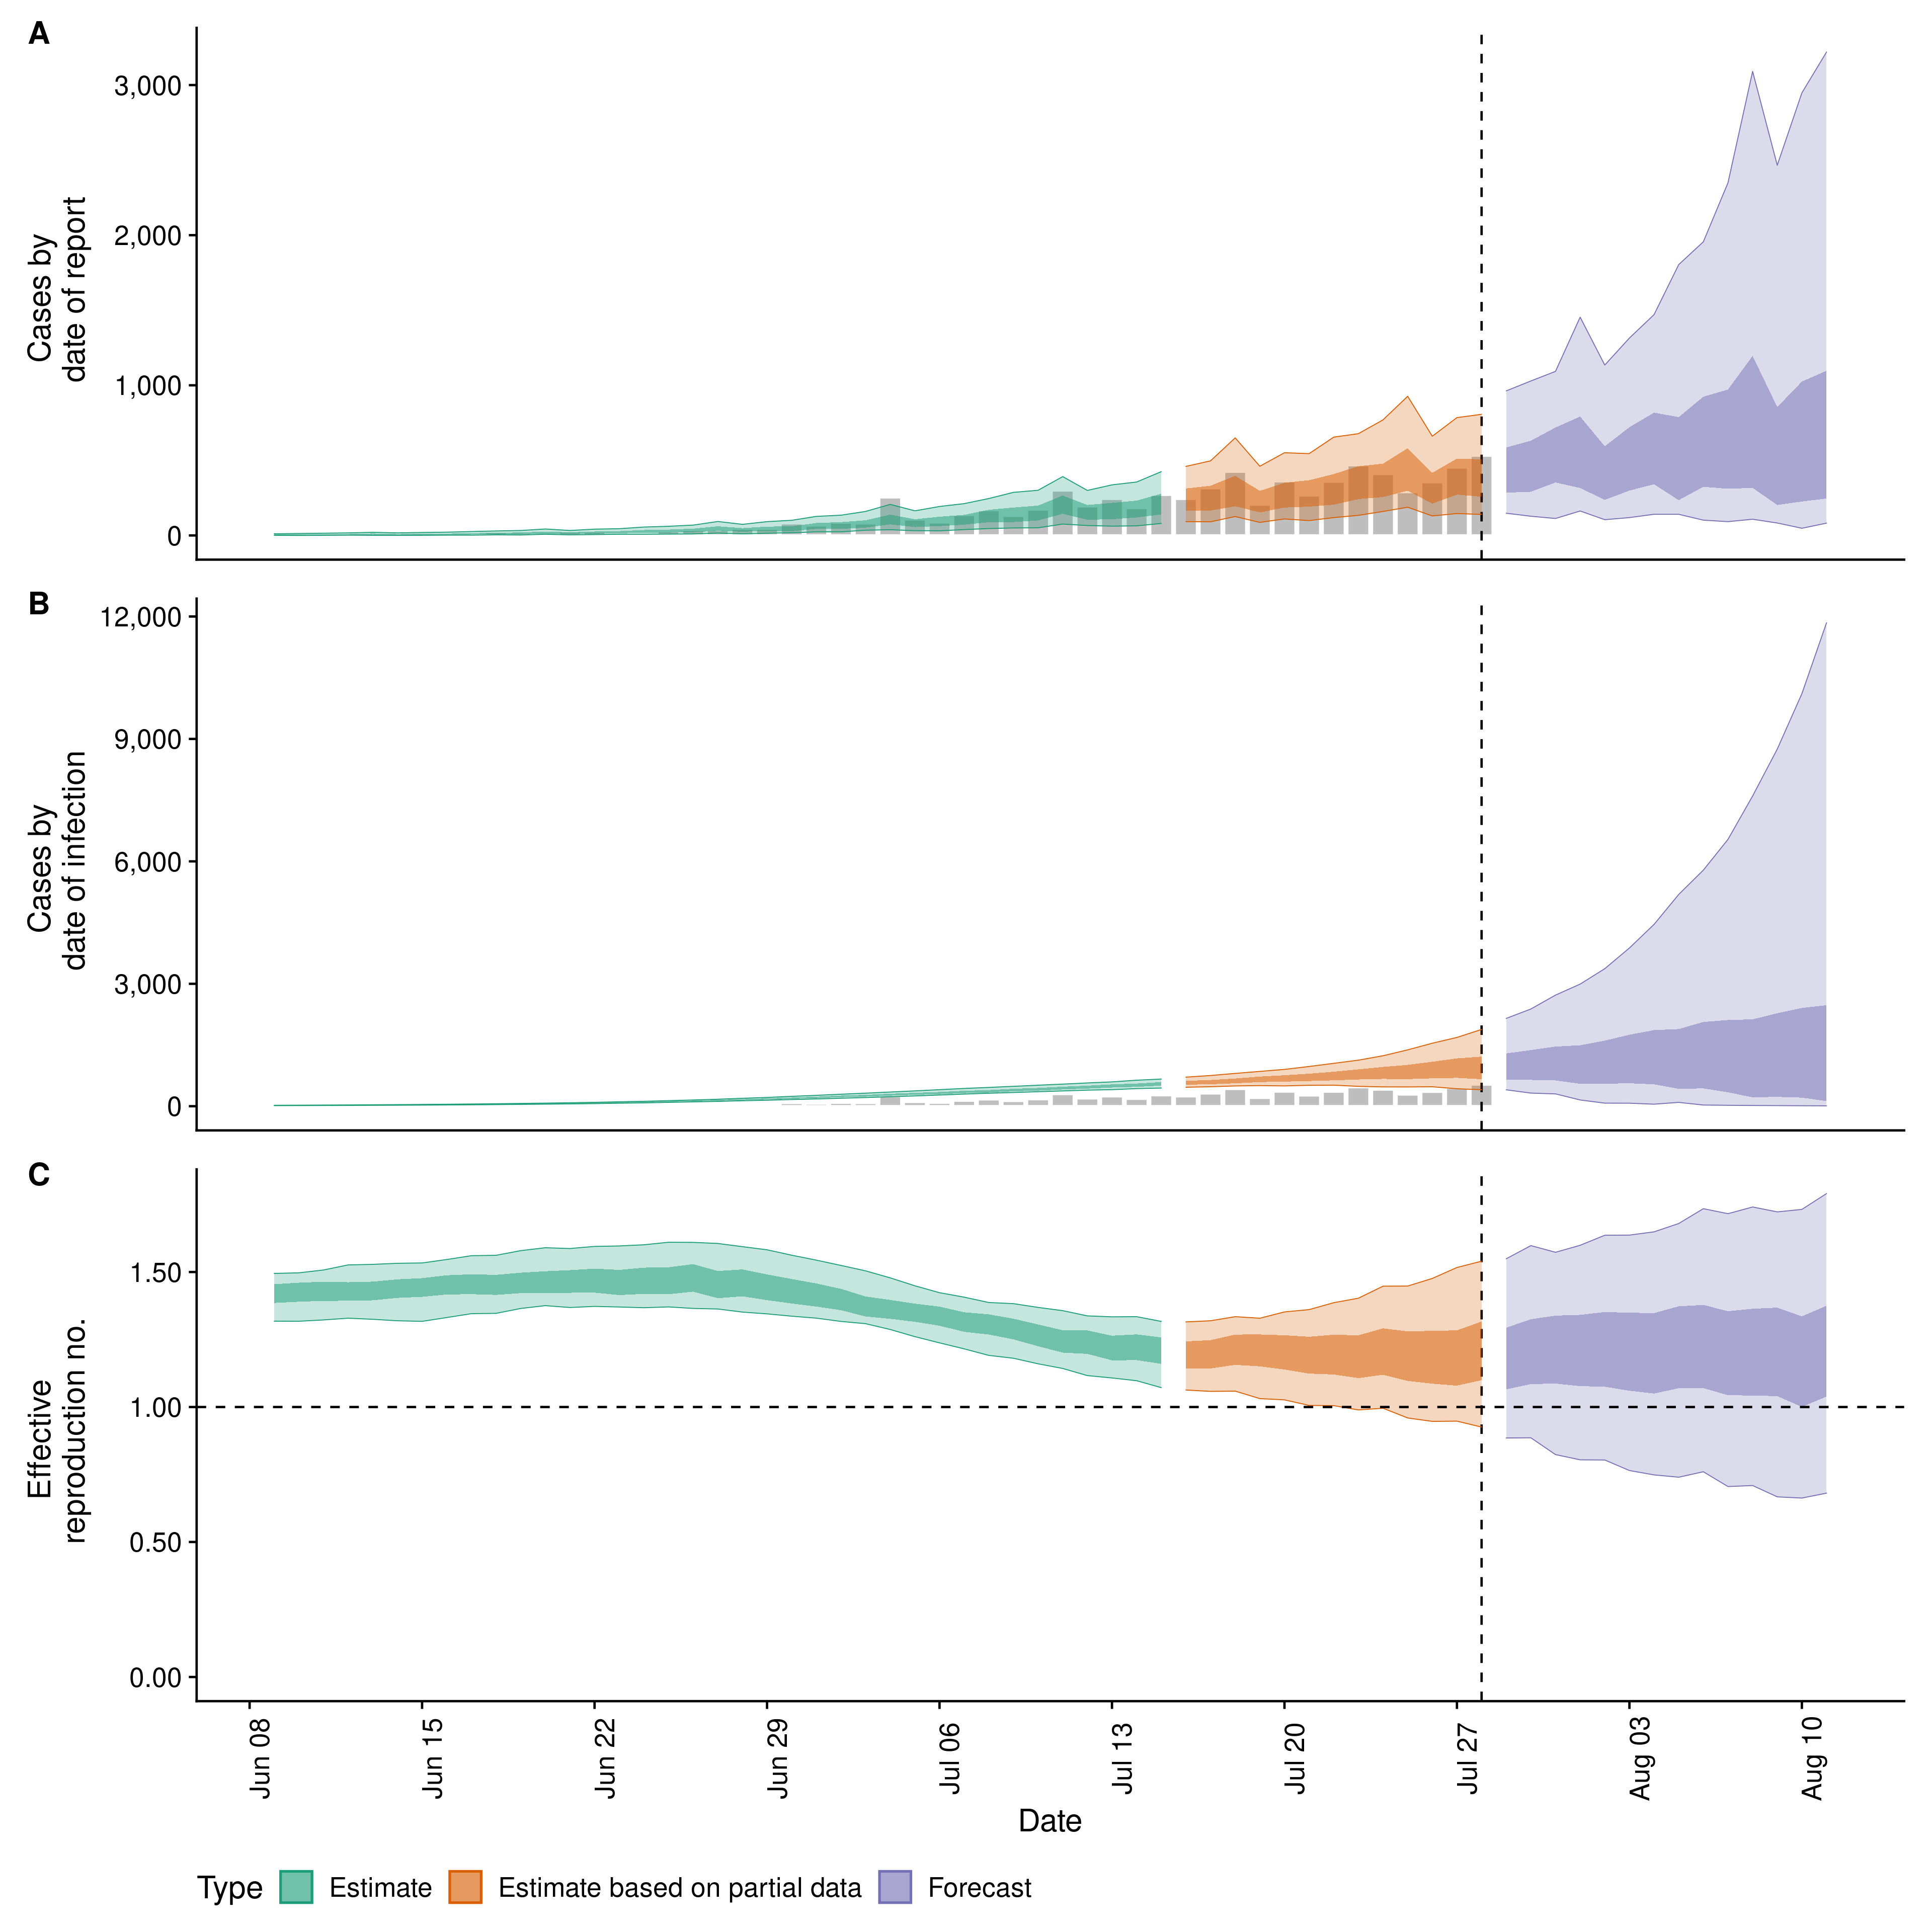 A
3,000
2,000
1,000
0
Cases by
date of report
B
12,000
9,000
6,000
3,000
0
Cases by
date of infection
C
1.50
1.00
0.50
0.00
Effective
reproduction no.
Jun 08
Jun 15
Jun 22
Jun 29
Jul 06
Jul 13
Jul 20
Jul 27
Aug 03
Aug 10
Date
Type Estimate Estimate based on partial data Forecast